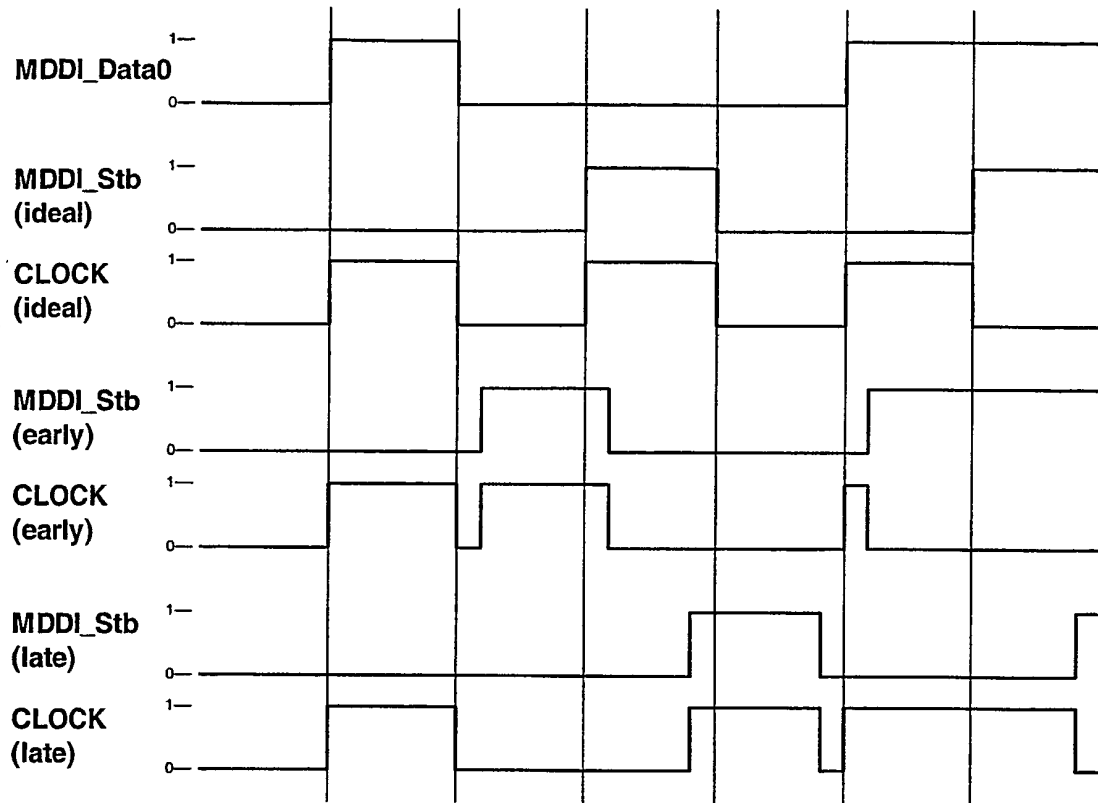 1—
MDDI_Data0
0—
1—
MDDI_Stb
(ideal)
0—
1—
CLOCK
(ideal)
0—
1—
MDDI_Stb
(early)
0—
1—
CLOCK
(early)
0—
1—
MDDI_Stb
(late)
0—
1—
CLOCK
(late)
0—